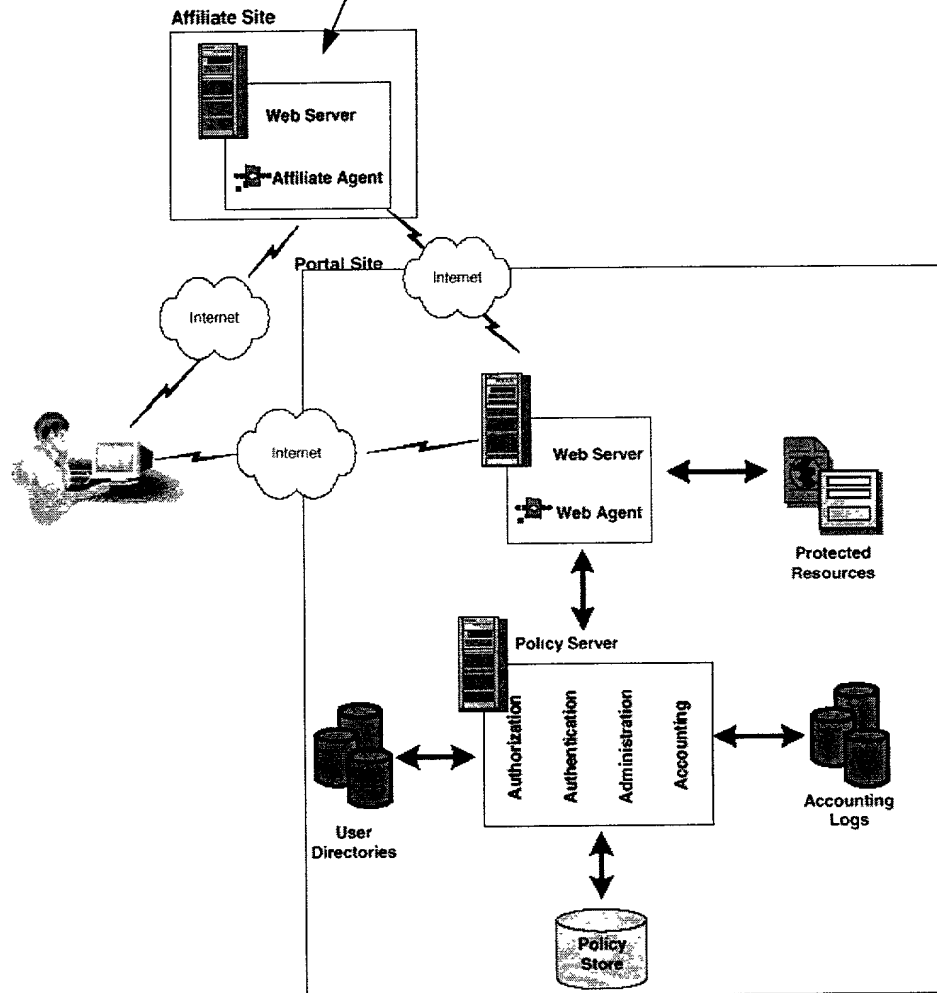 Affiliate Site
Web Server
Affiliate Agent
Portal Site
Internet
Internet
Internet
Web Server
Web Agent
Protected
Resources
Policy Server
Authorization
Authentication
Administration
Accounting
User
Directories
Accounting
Logs
Policy
Store